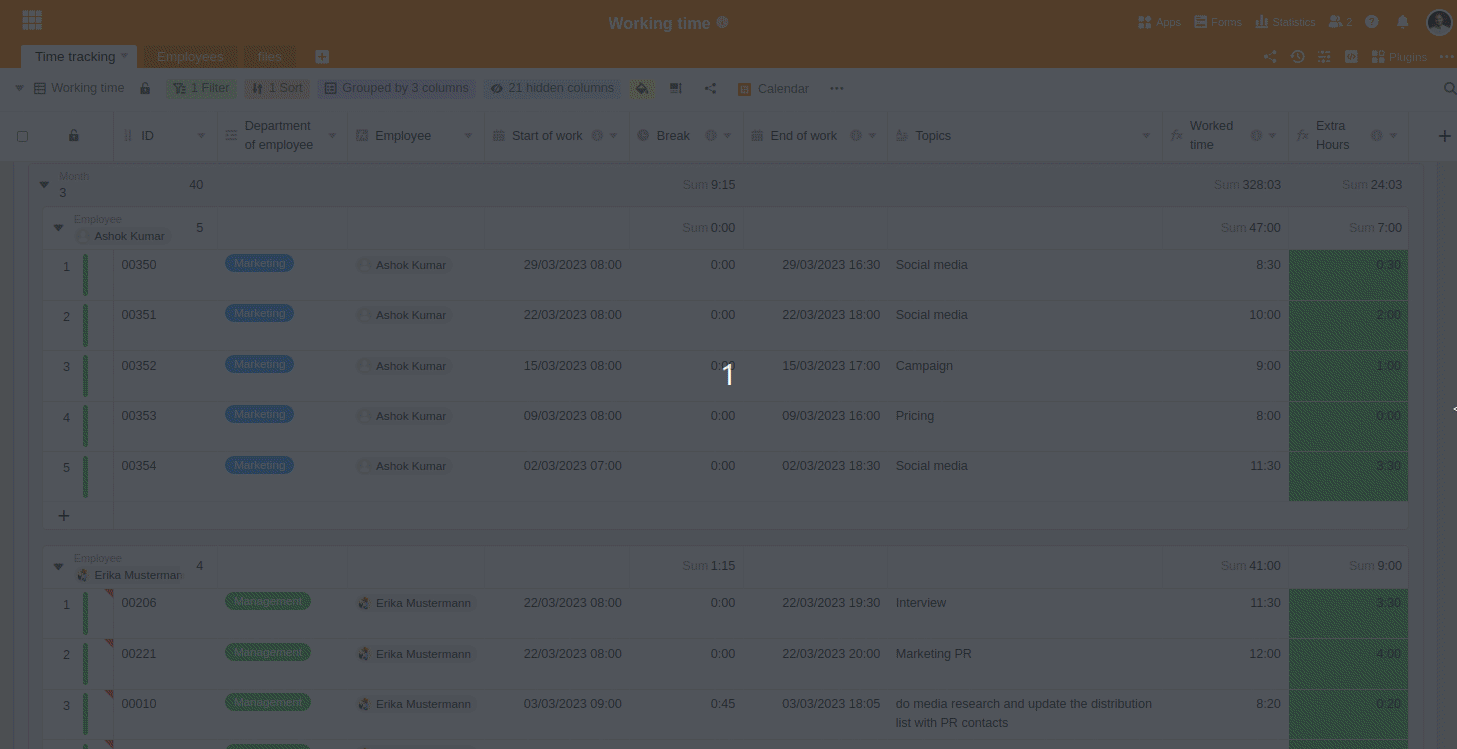 Working time
Apps Forms Statistics 2
Time tracking Employees files
Plugins
Working time 1 Filter 1 Sort Grouped by 3 columns 21 hidden columns Calendar
ID Department of employee Employee Start of work Break End of work Topics Worked time Extra Hours
Month
3 40 Sum 9:15 Sum 328:03 Sum 24:03
Employee
Ashok Kumar 5 Sum 0:00 Sum 47:00 Sum 7:00
1 00350 Marketing Ashok Kumar 29/03/2023 08:00 0:00 29/03/2023 16:30 Social media 8:30 0:30
2 00351 Marketing Ashok Kumar 22/03/2023 08:00 0:00 22/03/2023 18:00 Social media 10:00 2:00
3 00352 Marketing Ashok Kumar 15/03/2023 08:00 0:00 15/03/2023 17:00 Campaign 9:00 1:00
1
4 00353 Marketing Ashok Kumar 09/03/2023 08:00 0:00 09/03/2023 16:00 Pricing 8:00 0:00
5 00354 Marketing Ashok Kumar 02/03/2023 07:00 0:00 02/03/2023 18:30 Social media 11:30 3:30
Employee
Erika Musterman 4 Sum 1:15 Sum 41:00 Sum 9:00
1 00206 Management Erika Mustermann 22/03/2023 08:00 0:00 22/03/2023 19:30 Interview 11:30 3:30
2 00221 Management Erika Mustermann 22/03/2023 08:00 0:00 22/03/2023 20:00 Marketing PR 12:00 4:00
3 00010 Management Erika Mustermann 03/03/2023 09:00 0:45 03/03/2023 18:05 do media research and update the distribution 8:20 0:20
list with PR contacts